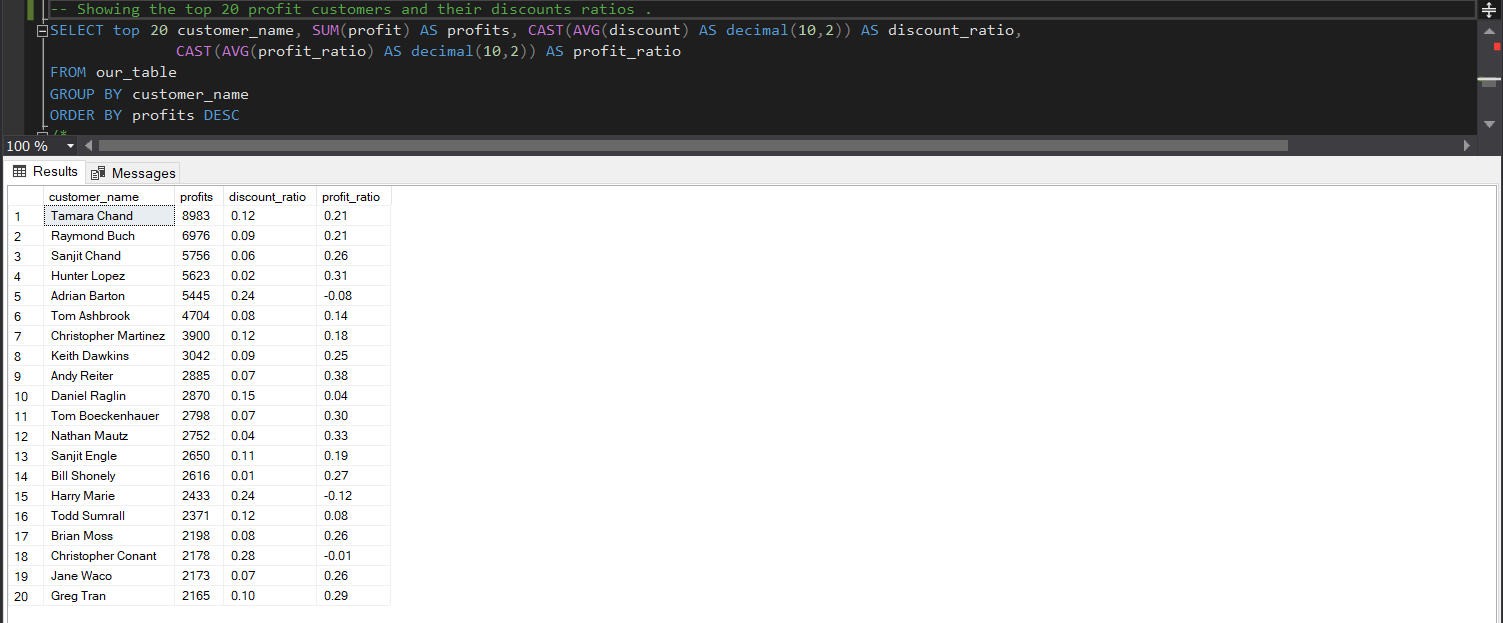 -- Showing the top 20 profit customers and their discounts ratios .
SELECT top 20 customer_name, SUM(profit) AS profits, CAST(AVG(discount) AS decimal(10,2)) AS discount_ratio,
CAST(AVG(profit_ratio) AS decimal(10,2)) AS profit_ratio
FROM our_table
GROUP BY customer_name
ORDER BY profits DESC
/*
100 %
Results Messages
customer_name profits discount_ratio profit_ratio
1 Tamara Chand 8983 0.12 0.21
2 Raymond Buch 6976 0.09 0.21
3 Sanjit Chand 5756 0.06 0.26
4 Hunter Lopez 5623 0.02 0.31
5 Adrian Barton 5445 0.24 -0.08
6 Tom Ashbrook 4704 0.08 0.14
7 Christopher Martinez 3900 0.12 0.18
8 Keith Dawkins 3042 0.09 0.25
9 Andy Reiter 2885 0.07 0.38
10 Daniel Raglin 2870 0.15 0.04
11 Tom Boeckenhauer 2798 0.07 0.30
12 Nathan Mautz 2752 0.04 0.33
13 Sanjit Engle 2650 0.11 0.19
14 Bill Shonely 2616 0.01 0.27
15 Harry Marie 2433 0.24 -0.12
16 Todd Sumrall 2371 0.12 0.08
17 Brian Moss 2198 0.08 0.26
18 Christopher Conant 2178 0.28 -0.01
19 Jane Waco 2173 0.07 0.26
20 Greg Tran 2165 0.10 0.29